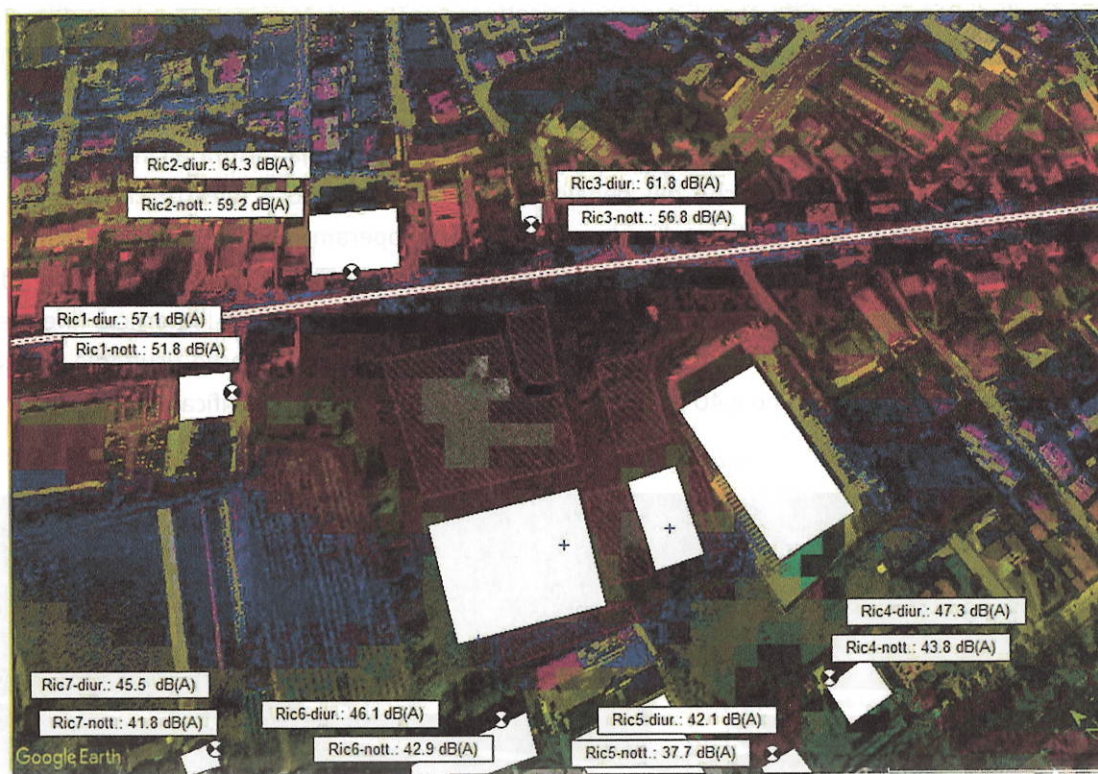 Ric2-diur.: 64.3 dB(A)
Ric2-nott.: 59.2 dB(A)
Ric3-diur.: 61.8 dB(A)
Ric3-nott.: 56.8 dB(A)
Ric1-diur.: 57.1 dB(A)
Ric1-nott.: 51.8 dB(A)
Ric4-diur.: 47.3 dB(A)
Ric4-nott.: 43.8 dB(A)
Ric7-diur.: 45.5 dB(A)
Ric7-nott.: 41.8 dB(A)
Ric6-diur.: 46.1 dB(A)
Ric6-nott.: 42.9 dB(A)
Ric5-diur.: 42.1 dB(A)
Ric5-nott.: 37.7 dB(A)
Google Earth